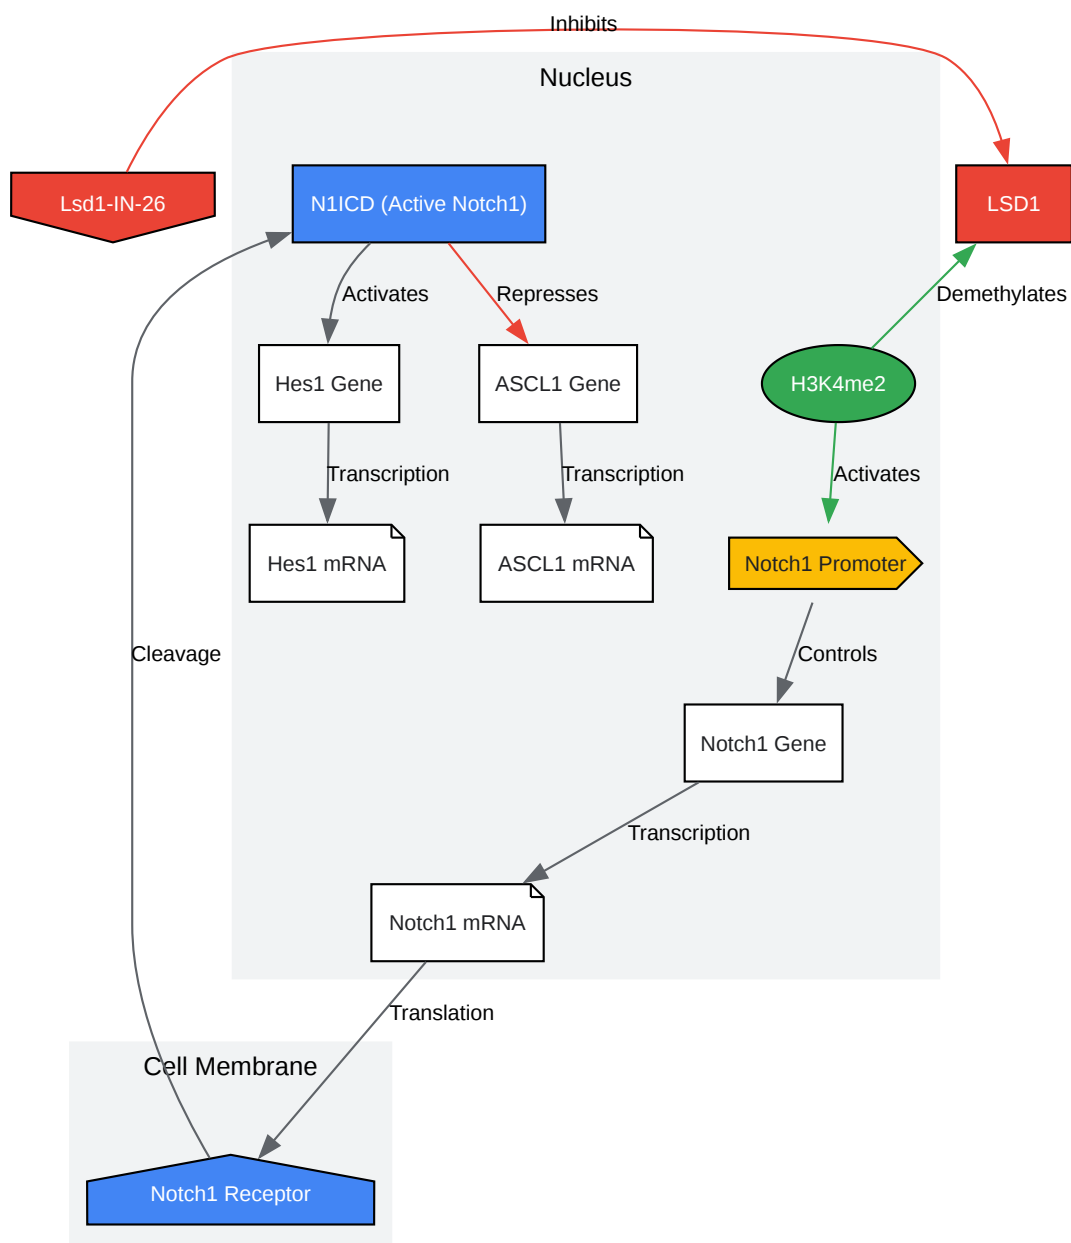 Inhibits
Nucleus
Lsd1-IN-26
N1ICD (Active Notch1)
LSD1
Activates
Represses
Demethylates
Hes1 Gene
ASCL1 Gene
H3K4me2
Transcription
Transcription
Activates
Hes1 mRNA
ASCL1 mRNA
Notch1 Promoter
Cleavage
Controls
Notch1 Gene
Transcription
Notch1 mRNA
Translation
Cell Membrane
Notch1 Receptor